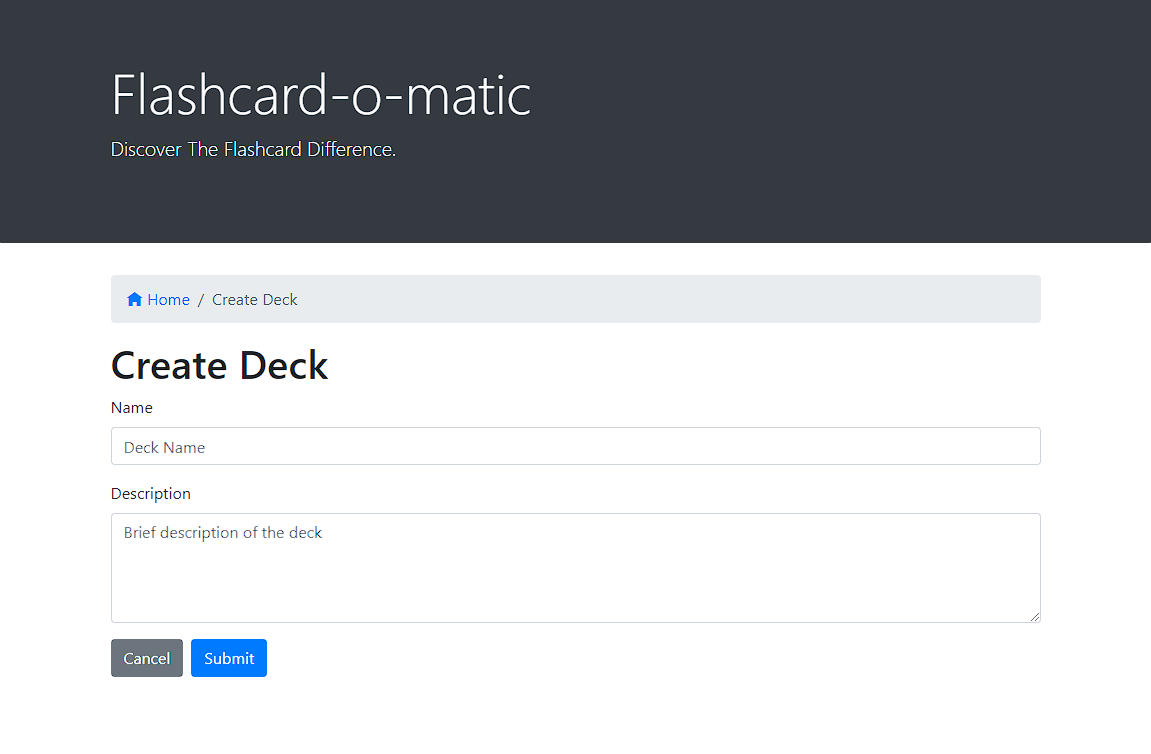 Flashcard-o-matic
Discover The Flashcard Difference.
Home / Create Deck
Create Deck
Name
Deck Name
Description
Brief description of the deck
Cancel Submit